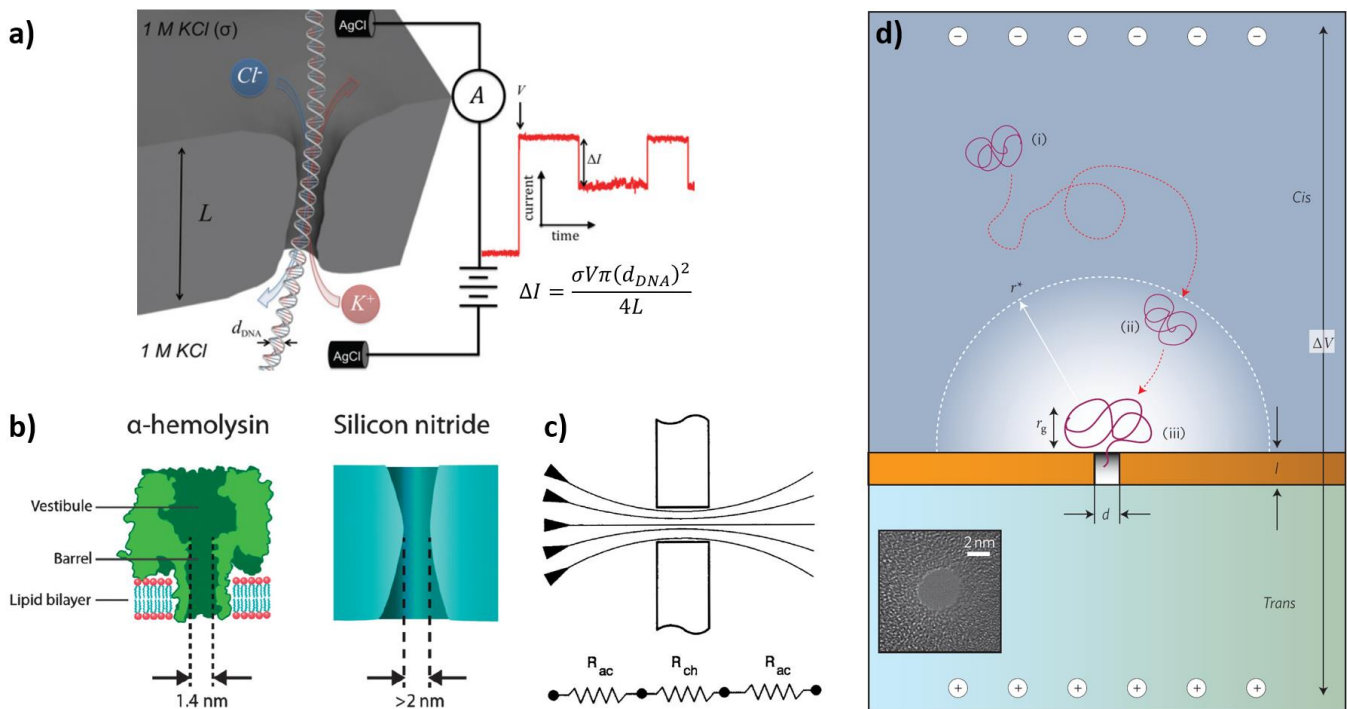 a)
1 M KCl (σ)
AgCl
Cl⁻
A
V
ΔI
L
current
time
K⁺
ΔI = σVπ(d_DNA)² / 4L
d_DNA
1 M KCl
AgCl
b)
α-hemolysin
Silicon nitride
Vestibule
Barrel
Lipid bilayer
1.4 nm
>2 nm
c)
R_ac
R_ch
R_ac
d)
− − − − − −
(i)
Cis
r*
(ii)
ΔV
r_g
(iii)
l
d
2 nm
Trans
+ + + + + +